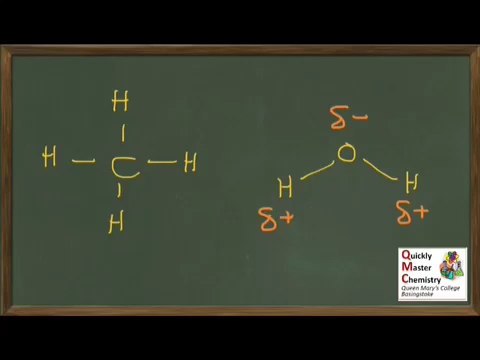 H
H — C — H
H
δ-
O
H H
δ+ δ+
Quickly
Master
Chemistry
Queen Mary's College
Basingstoke